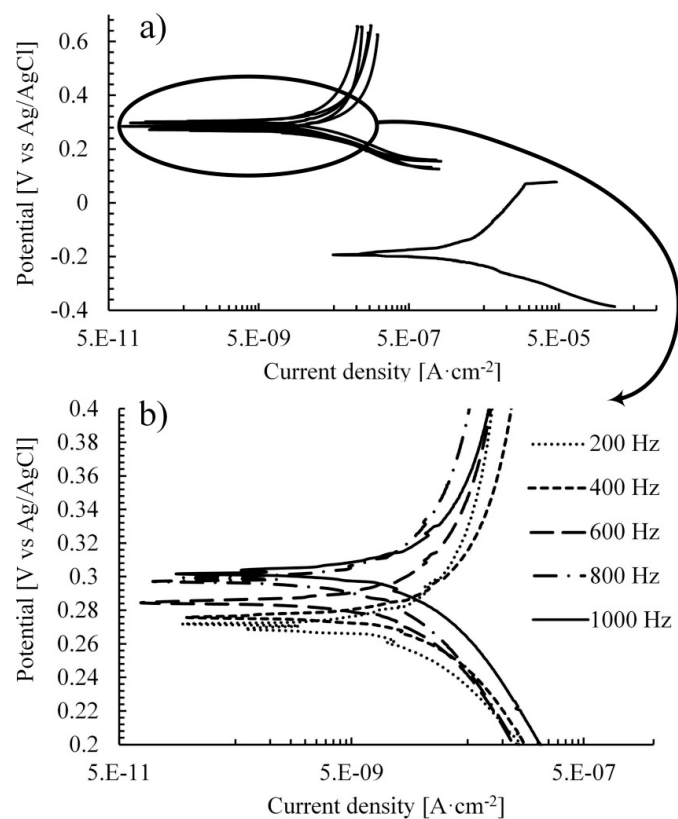 a)
0.6
0.4
0.2
0
-0.2
-0.4
Potential [V vs Ag/AgCl]
5.E-11
5.E-09
5.E-07
5.E-05
Current density [A·cm-2]
b)
0.4
0.38
0.36
0.34
0.32
0.3
0.28
0.26
0.24
0.22
0.2
Potential [V vs Ag/AgCl]
200 Hz
400 Hz
600 Hz
800 Hz
1000 Hz
5.E-11
5.E-09
5.E-07
Current density [A·cm-2]